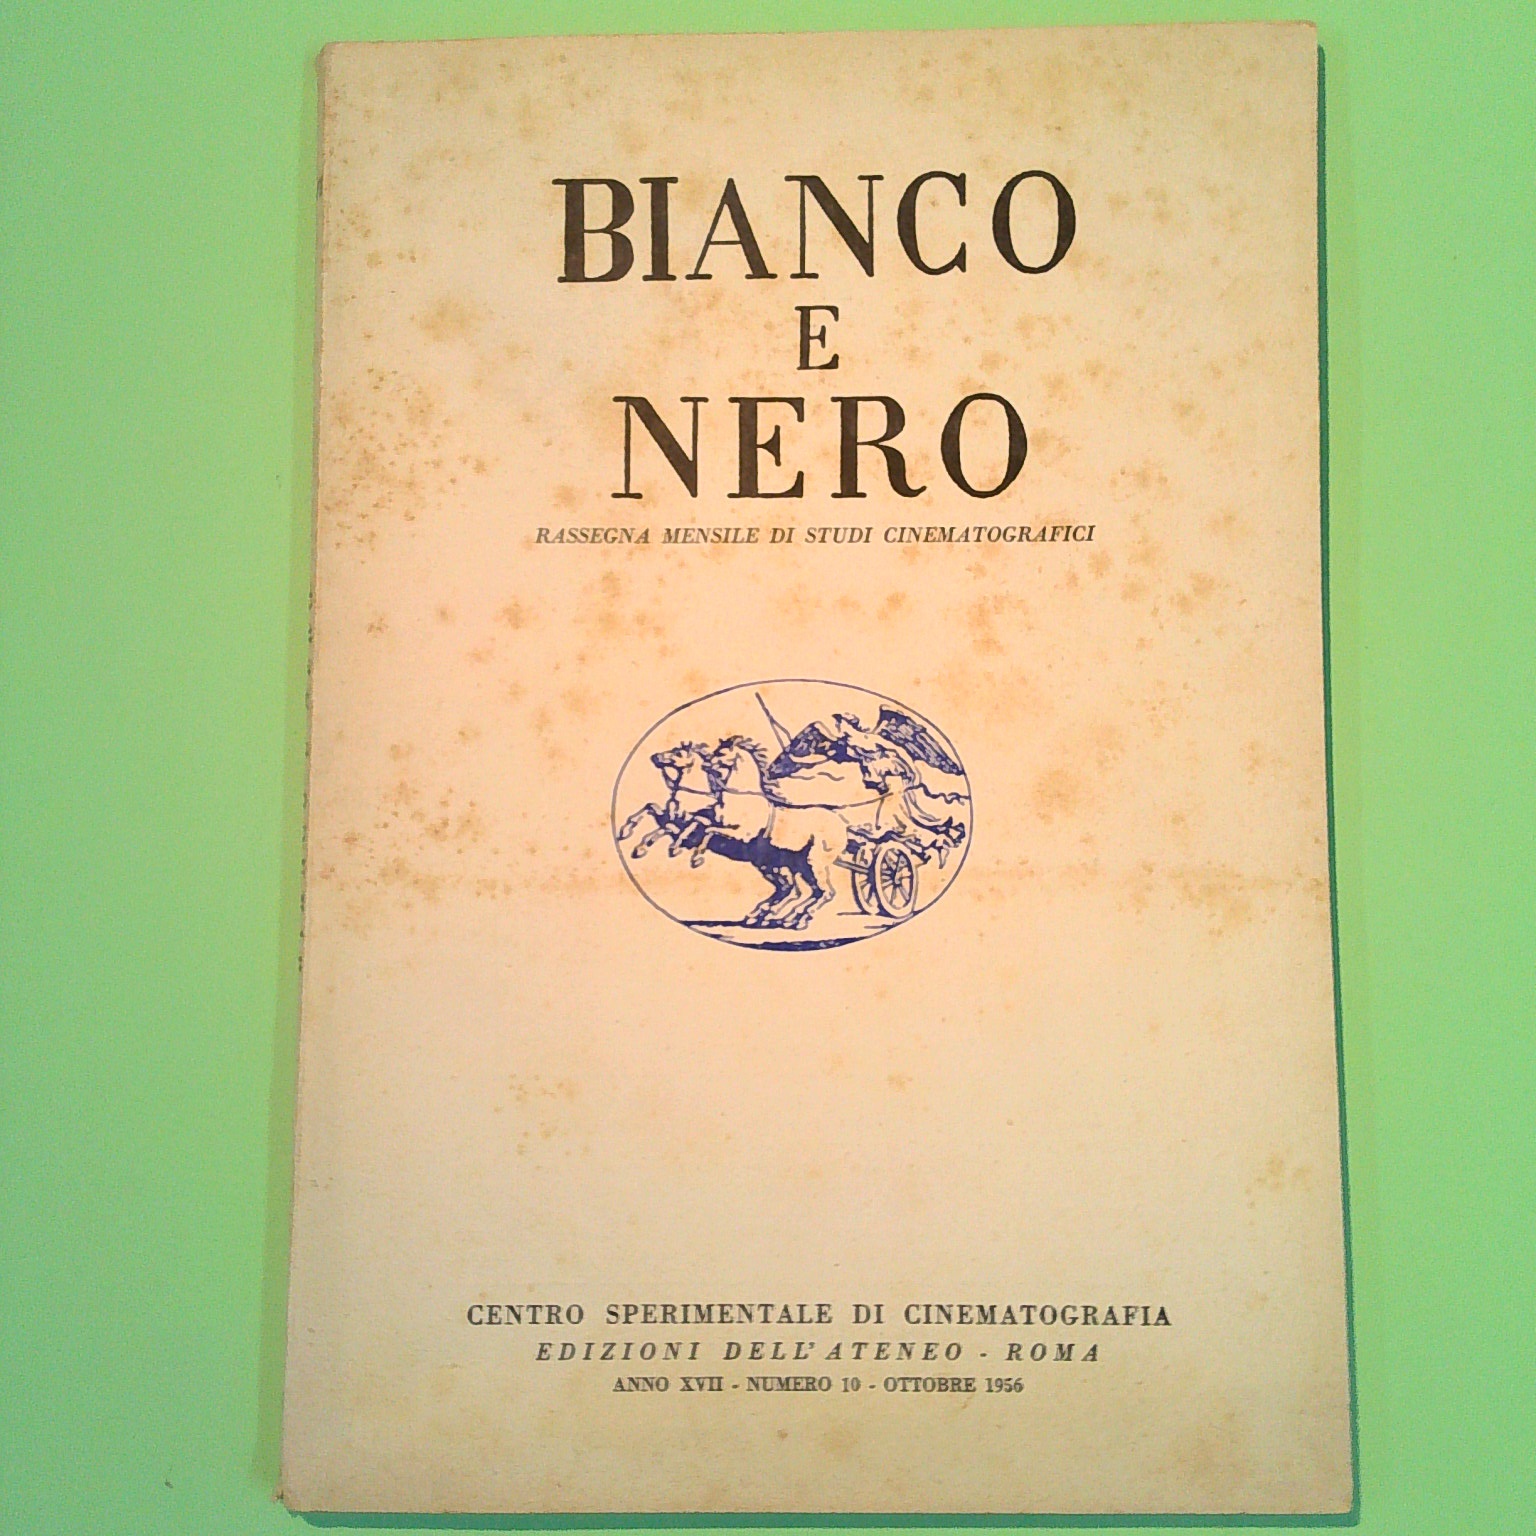 BIANCO
E
NERO
RASSEGNA MENSILE DI STUDI CINEMATOGRAFICI
CENTRO SPERIMENTALE DI CINEMATOGRAFIA
EDIZIONI DELL'ATENEO - ROMA
ANNO XVII - NUMERO 10 - OTTOBRE 1956